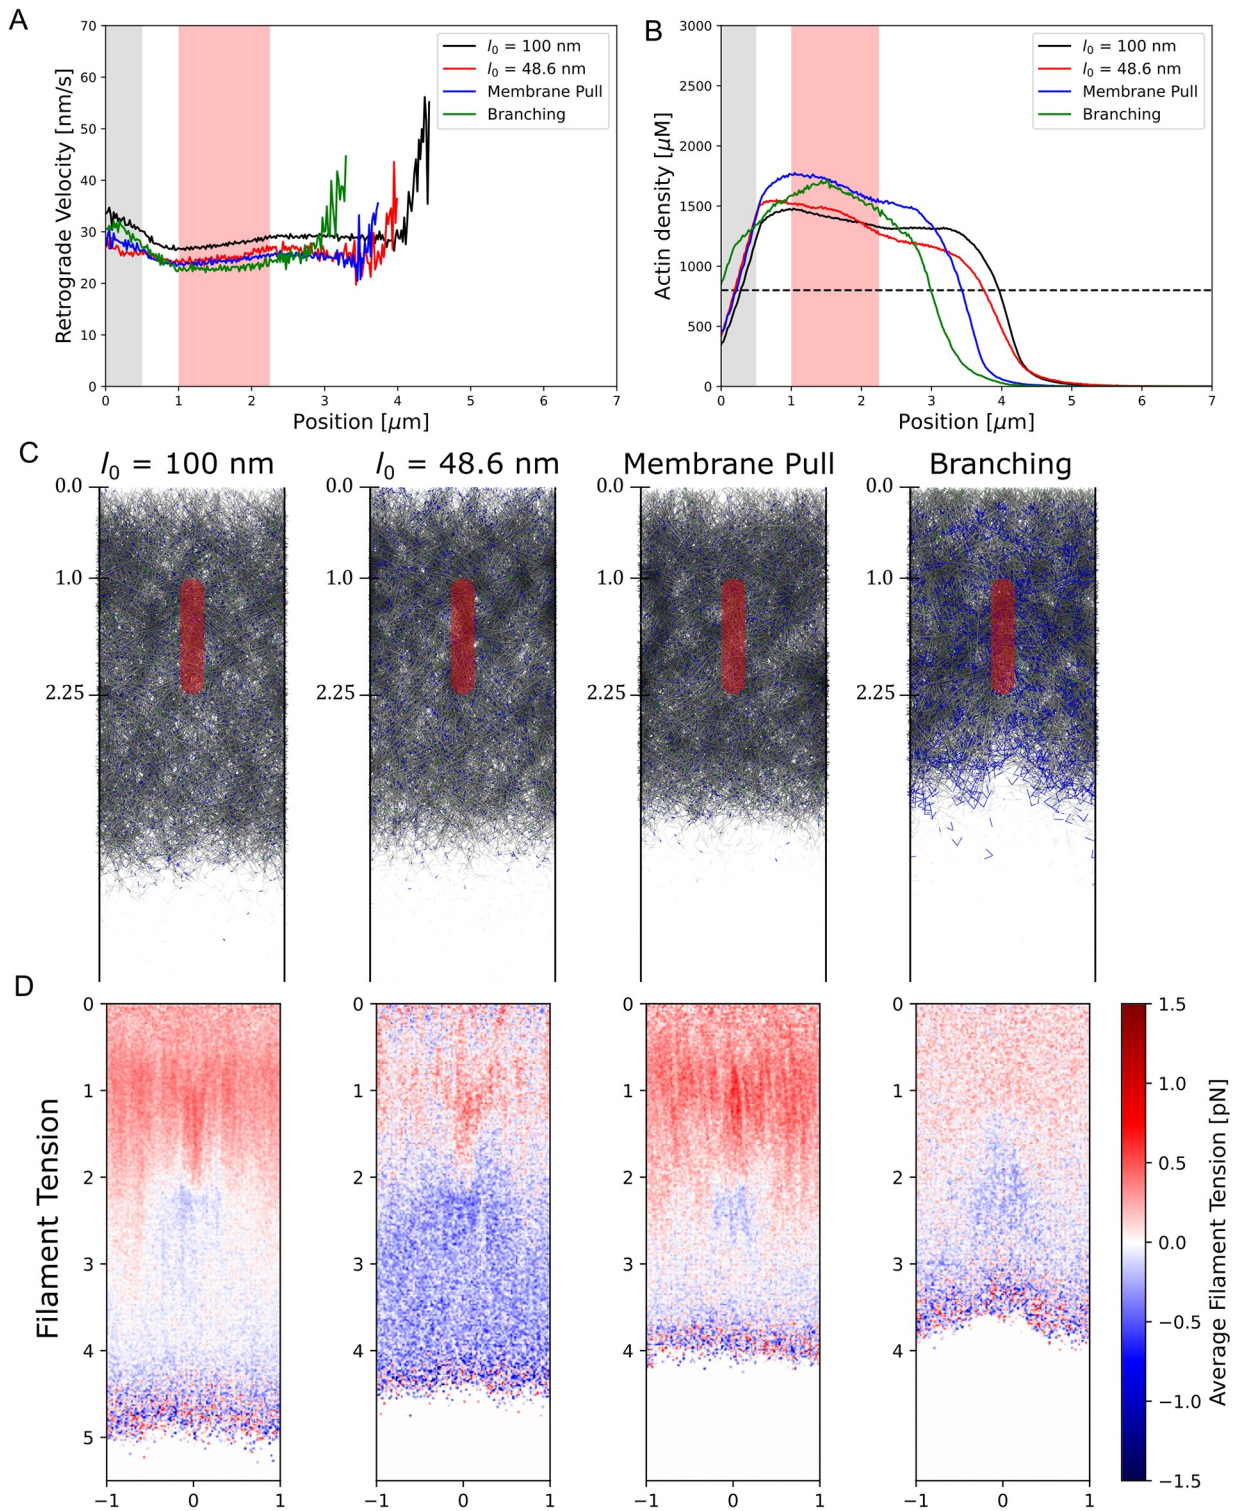 A
Retrograde Velocity [nm/s]
70
60
50
40
30
20
10
0
0 1 2 3 4 5 6 7
Position [μm]
l₀ = 100 nm
l₀ = 48.6 nm
Membrane Pull
Branching
B
Actin density [μM]
3000
2500
2000
1500
1000
500
0
0 1 2 3 4 5 6 7
Position [μm]
l₀ = 100 nm
l₀ = 48.6 nm
Membrane Pull
Branching
C
l₀ = 100 nm l₀ = 48.6 nm Membrane Pull Branching
0.0 0.0 0.0 0.0
1.0 1.0 1.0 1.0
2.25 2.25 2.25 2.25
D
Filament Tension
0 0 0 0
1 1 1 1
2 2 2 2
3 3 3 3
4 4 4 4
5
−1 0 1 −1 0 1 −1 0 1 −1 0 1
1.5
1.0
0.5
0.0
−0.5
−1.0
−1.5
Average Filament Tension [pN]